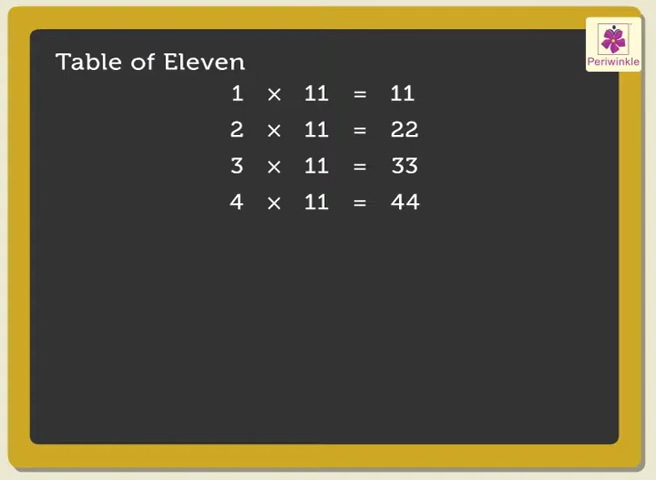 Table of Eleven
1 × 11 = 11
2 × 11 = 22
3 × 11 = 33
4 × 11 = 44
Periwinkle